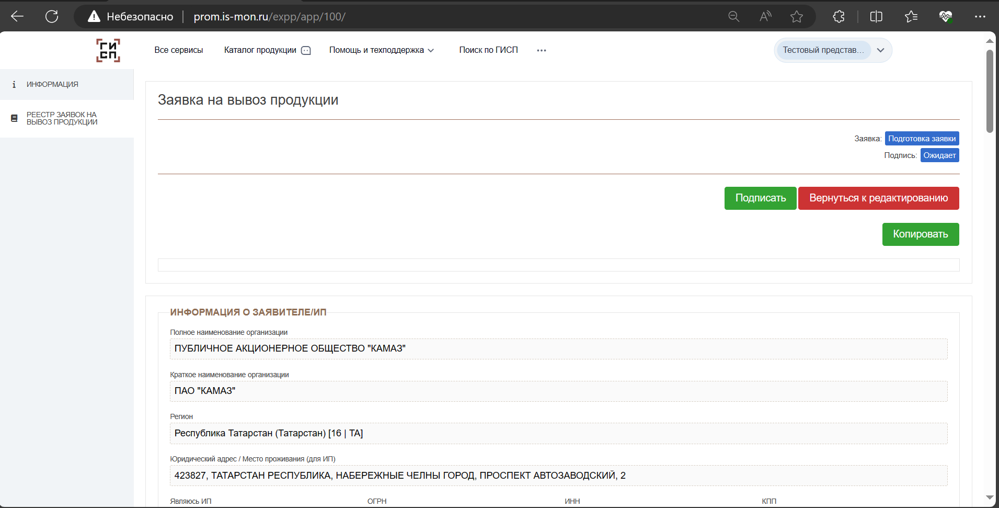 Небезопасно
prom.is-mon.ru/expp/app/100/
ГИ
СП
Все сервисы
Каталог продукции
Помощь и техподдержка
Поиск по ГИСП
Тестовый представ...
ИНФОРМАЦИЯ
РЕЕСТР ЗАЯВОК НА
ВЫВОЗ ПРОДУКЦИИ
Заявка на вывоз продукции
Заявка: Подготовка заявки
Подпись: Ожидает
Подписать
Вернуться к редактированию
Копировать
ИНФОРМАЦИЯ О ЗАЯВИТЕЛЕ/ИП
Полное наименование организации
ПУБЛИЧНОЕ АКЦИОНЕРНОЕ ОБЩЕСТВО "КАМАЗ"
Краткое наименование организации
ПАО "КАМАЗ"
Регион
Республика Татарстан (Татарстан) [16 | TA]
Юридический адрес / Место проживания (для ИП)
423827, ТАТАРСТАН РЕСПУБЛИКА, НАБЕРЕЖНЫЕ ЧЕЛНЫ ГОРОД, ПРОСПЕКТ АВТОЗАВОДСКИЙ, 2
Являюсь ИП
ОГРН
ИНН
КПП